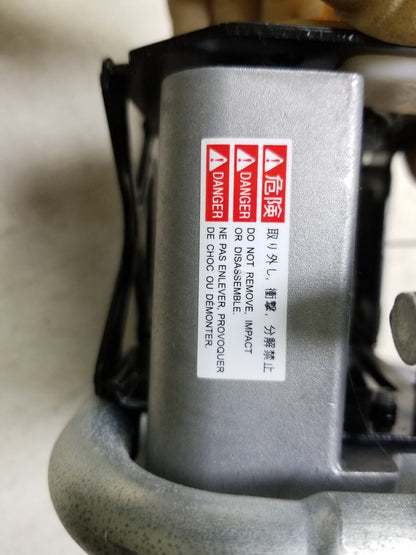 ⚠危険 取り外し, 衝撃, 分解禁止
⚠DANGER DO NOT REMOVE, IMPACT
OR DISASSEMBLE.
⚠DANGER NE PAS ENLEVER, PROVOQUER
DE CHOC OU DÉMONTER.